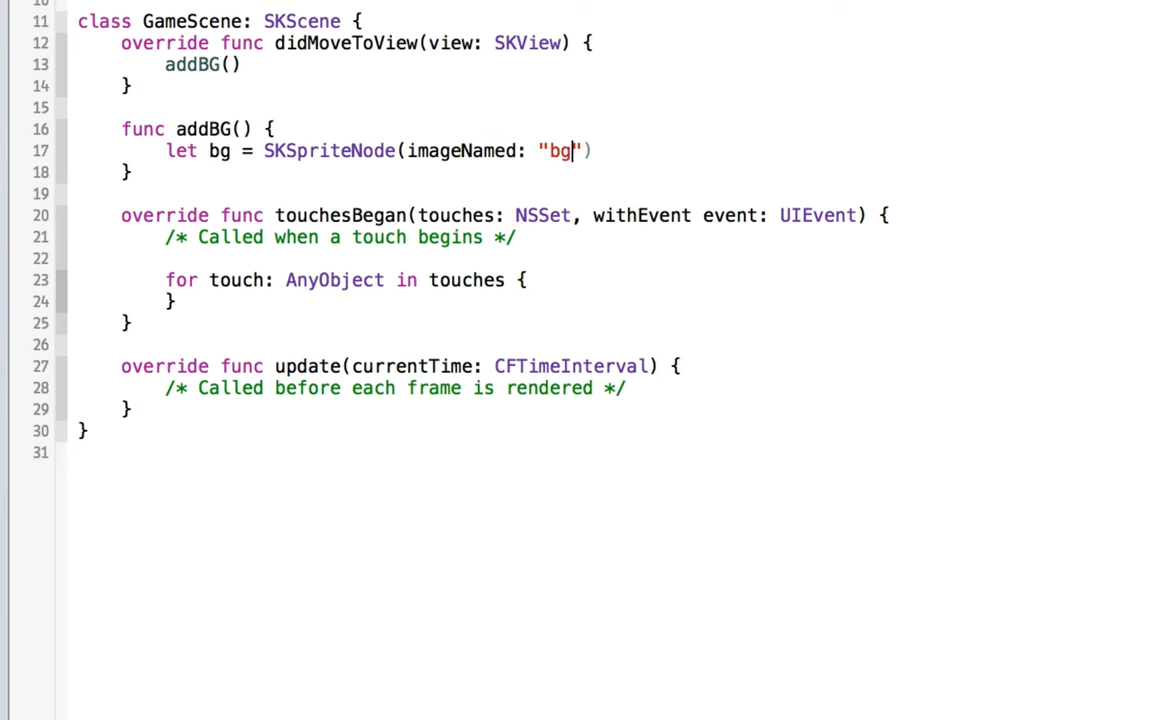 10
11 class GameScene: SKScene {
12 override func didMoveToView(view: SKView) {
13 addBG()
14 }
15
16 func addBG() {
17 let bg = SKSpriteNode(imageNamed: "bg")
18 }
19
20 override func touchesBegan(touches: NSSet, withEvent event: UIEvent) {
21 /* Called when a touch begins */
22
23 for touch: AnyObject in touches {
24 }
25 }
26
27 override func update(currentTime: CFTimeInterval) {
28 /* Called before each frame is rendered */
29 }
30 }
31